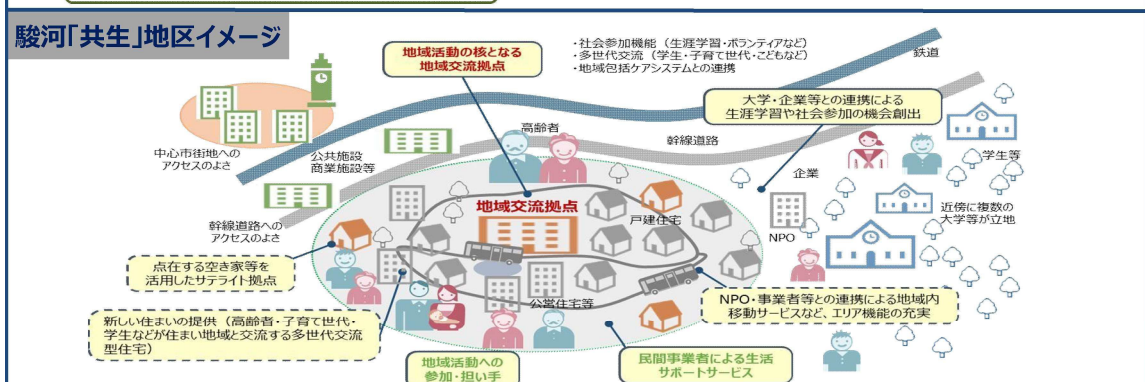 駿河「共生」地区イメージ
地域活動の核となる
地域交流拠点
・社会参加機能（生涯学習・ボランティアなど）
・多世代交流（学生・子育て世代・こどもなど）
・地域包括ケアシステムとの連携
鉄道
大学・企業等との連携による
生涯学習や社会参加の機会創出
中心市街地への
アクセスのよさ
公共施設
商業施設等
高齢者
幹線道路
学生等
企業
幹線道路への
アクセスのよさ
地域交流拠点
戸建住宅
NPO
近傍に複数の
大学等が立地
点在する空き家等を
活用したサテライト拠点
公営住宅等
NPO・事業者等との連携による地域内
移動サービスなど、エリア機能の充実
新しい住まいの提供（高齢者・子育て世代・
学生などが住まい地域と交流する多世代交流
型住宅）
地域活動への
参加・担い手
民間事業者による生活
サポートサービス